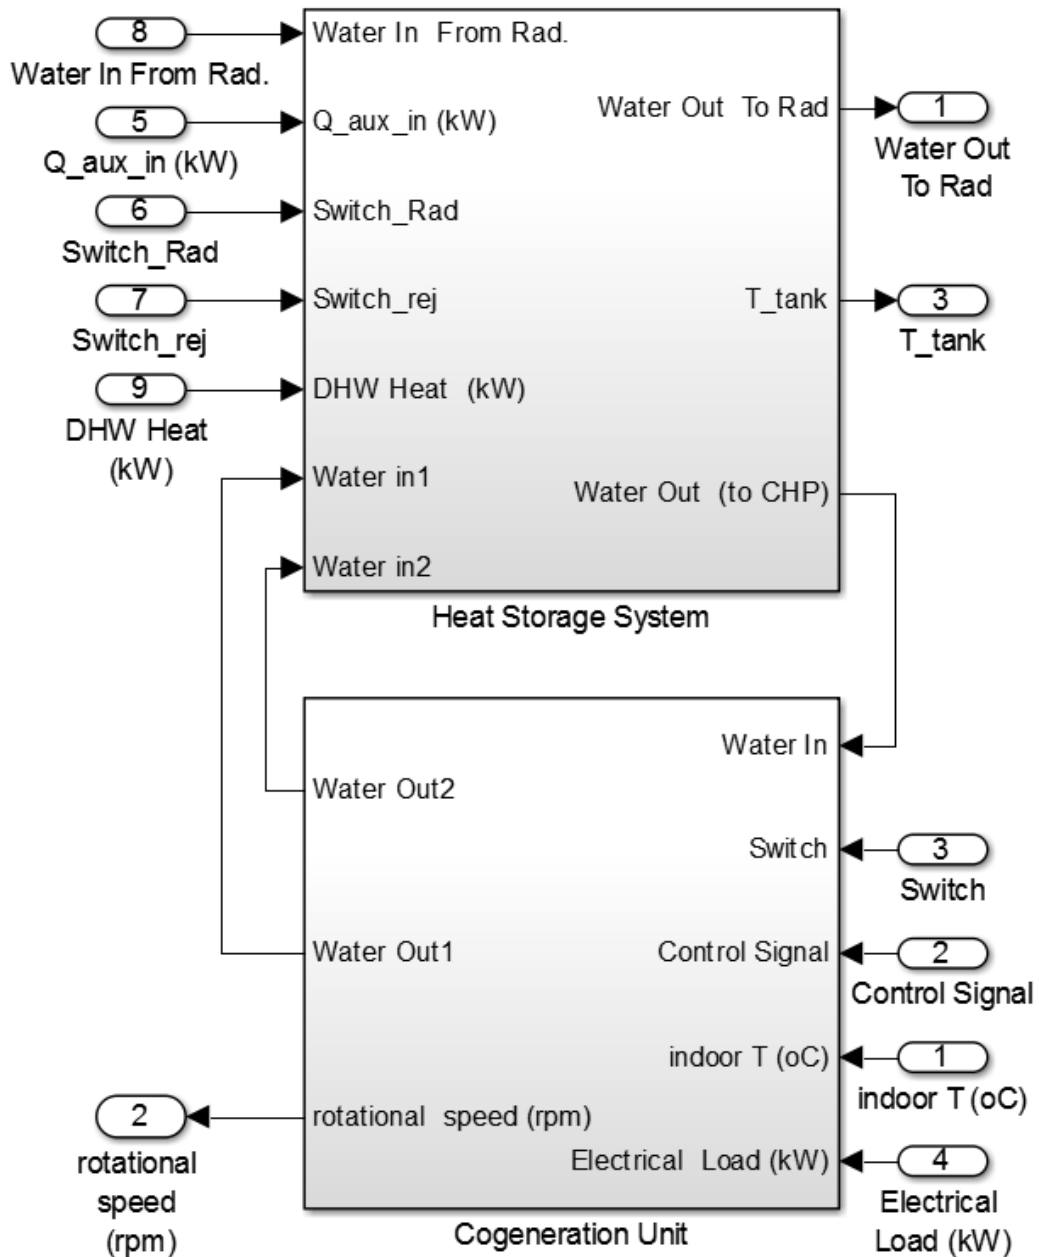 8
Water In From Rad.
5
Q_aux_in (kW)
6
Switch_Rad
7
Switch_rej
9
DHW Heat
(kW)
Water In From Rad.
Q_aux_in (kW)
Switch_Rad
Switch_rej
DHW Heat (kW)
Water in1
Water in2
Water Out To Rad
T_tank
Water Out (to CHP)
1
Water Out
To Rad
3
T_tank
Heat Storage System
Water Out2
Water Out1
rotational speed (rpm)
Water In
Switch
Control Signal
indoor T (oC)
Electrical Load (kW)
3
Switch
2
Control Signal
1
indoor T (oC)
4
Electrical
Load (kW)
2
rotational
speed
(rpm)
Cogeneration Unit